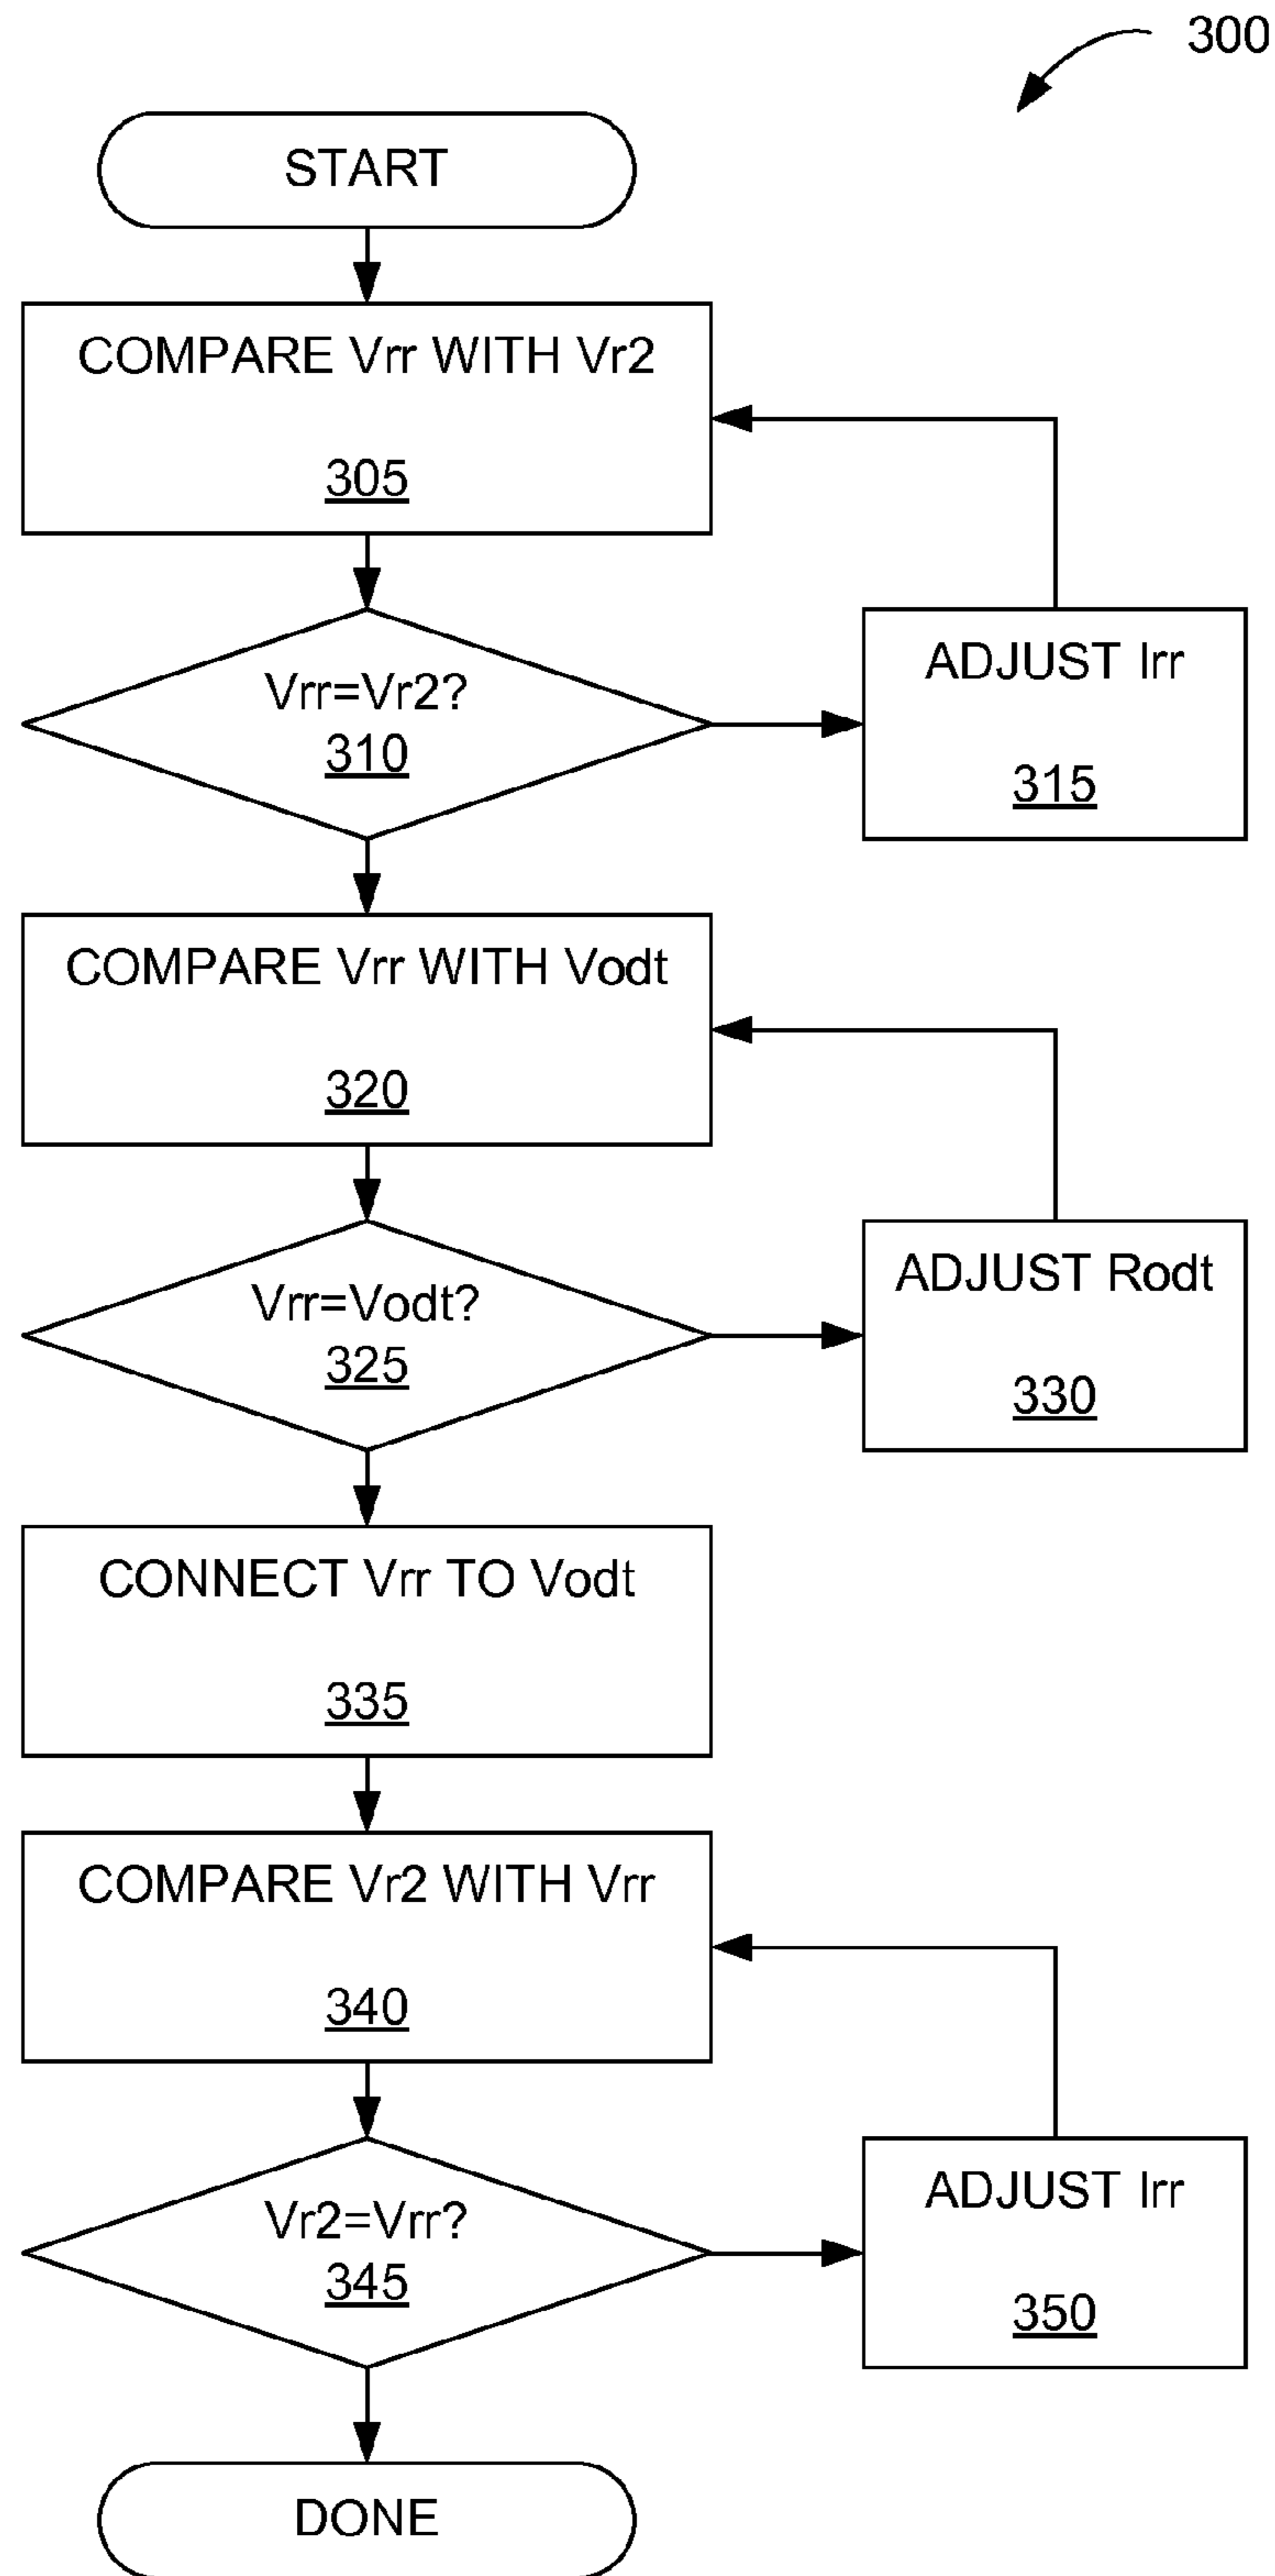 300
START
COMPARE Vrr WITH Vr2
305
Vrr=Vr2?
310
ADJUST Irr
315
COMPARE Vrr WITH Vodt
320
Vrr=Vodt?
325
ADJUST Rodt
330
CONNECT Vrr TO Vodt
335
COMPARE Vr2 WITH Vrr
340
Vr2=Vrr?
345
ADJUST Irr
350
DONE